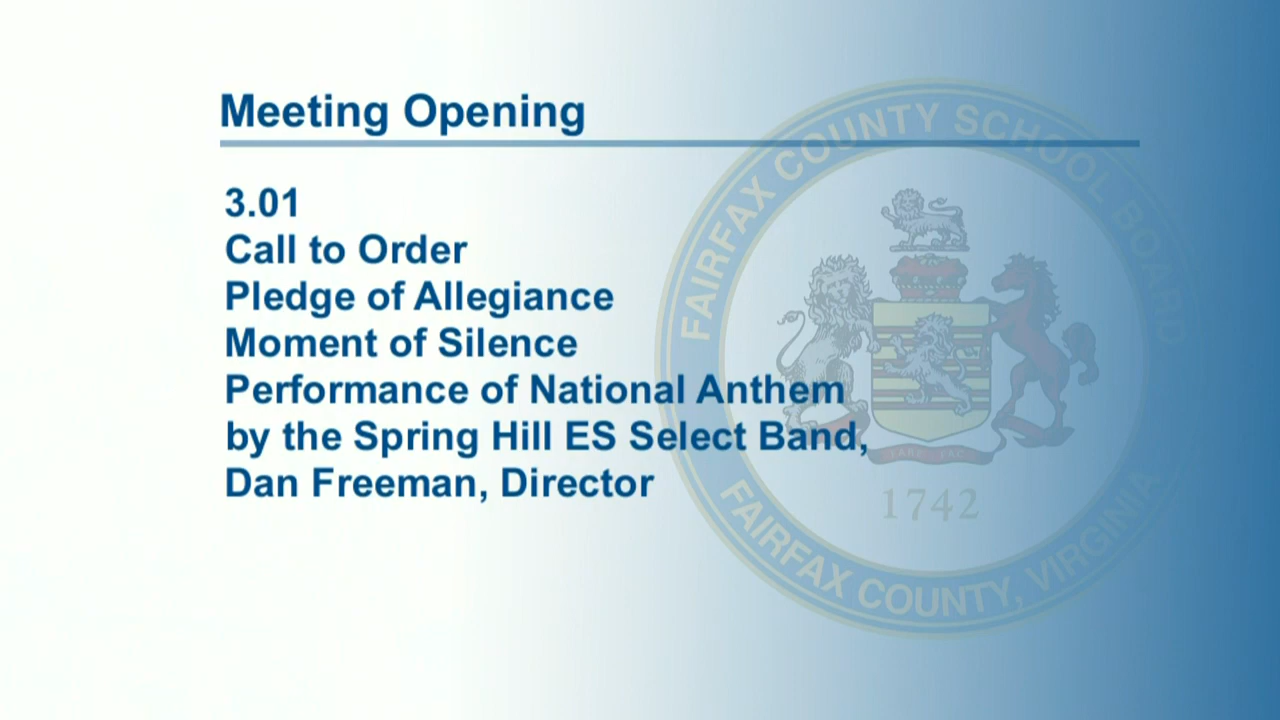 Meeting Opening
3.01
Call to Order
Pledge of Allegiance
Moment of Silence
Performance of National Anthem
by the Spring Hill ES Select Band,
Dan Freeman, Director
FAIRFAX COUNTY SCHOOL BOARD
1742
FAIRFAX COUNTY, VIRGINIA